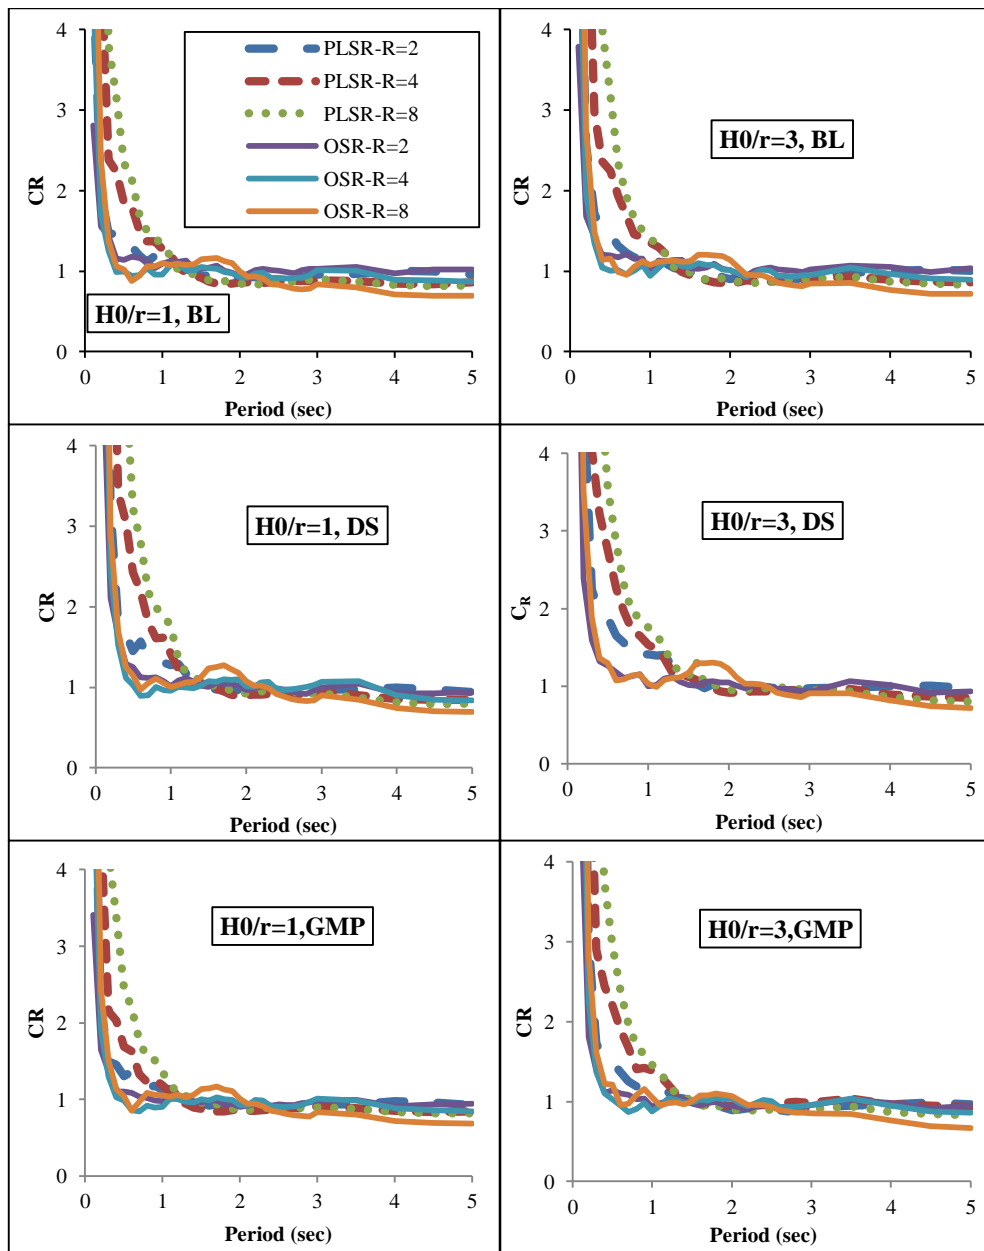 4
3
2
1
0
CR
PLSR-R=2
PLSR-R=4
PLSR-R=8
OSR-R=2
OSR-R=4
OSR-R=8
H0/r=1, BL
0 1 2 3 4 5
Period (sec)
4
3
2
1
0
CR
H0/r=3, BL
0 1 2 3 4 5
Period (sec)
4
3
2
1
0
CR
H0/r=1, DS
0 1 2 3 4 5
Period (sec)
4
3
2
1
0
CR
H0/r=3, DS
0 1 2 3 4 5
Period (sec)
4
3
2
1
0
CR
H0/r=1,GMP
0 1 2 3 4 5
Period (sec)
4
3
2
1
0
CR
H0/r=3,GMP
0 1 2 3 4 5
Period (sec)